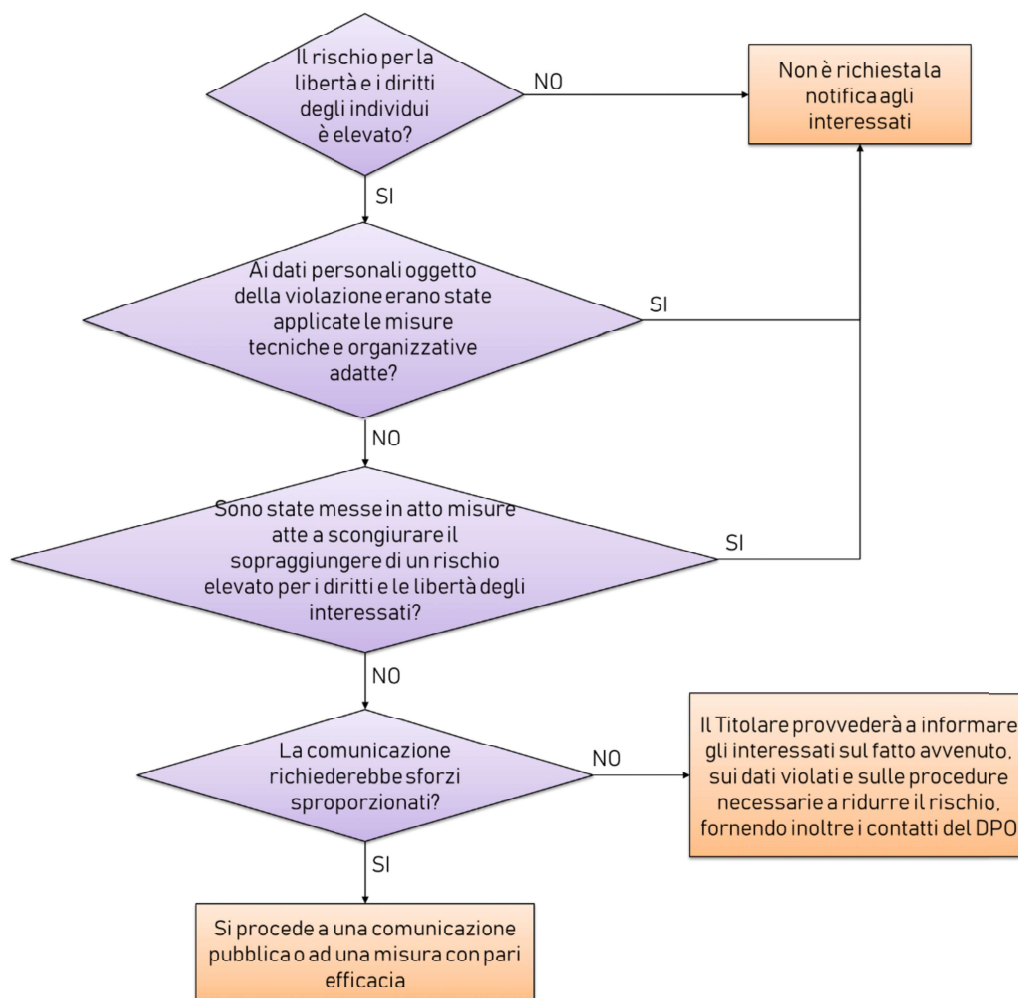 Il rischio per la
libertà e i diritti
degli individui
è elevato?
NO
Non è richiesta la
notifica agli
interessati
SI
Ai dati personali oggetto
della violazione erano state
applicate le misure
tecniche e organizzative
adatte?
SI
NO
Sono state messe in atto misure
atte a scongiurare il
sopraggiungere di un rischio
elevato per i diritti e le libertà degli
interessati?
SI
NO
La comunicazione
richiederebbe sforzi
sproporzionati?
NO
Il Titolare provvederà a informare
gli interessati sul fatto avvenuto,
sui dati violati e sulle procedure
necessarie a ridurre il rischio,
fornendo inoltre i contatti del DPO
SI
Si procede a una comunicazione
pubblica o ad una misura con pari
efficacia